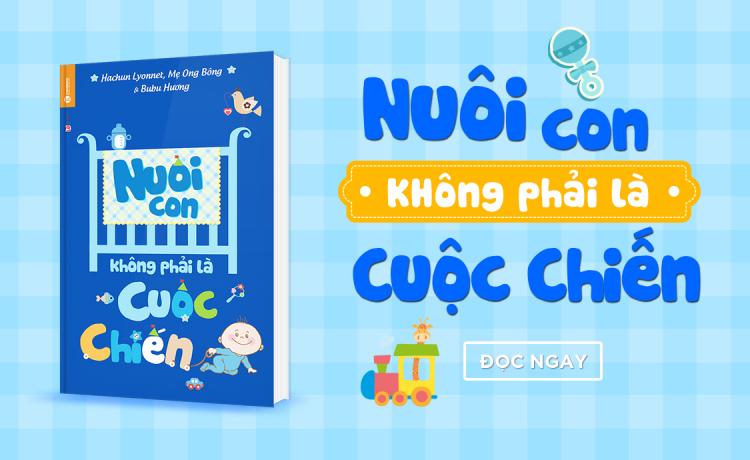 Hachun Lyonnet, Mẹ Ong Bông
& Bubu Hương
Nuôi
con
không phải là
Cuộc
Chiến
Nuôi con
Không phải là
Cuộc Chiến
ĐỌC NGAY